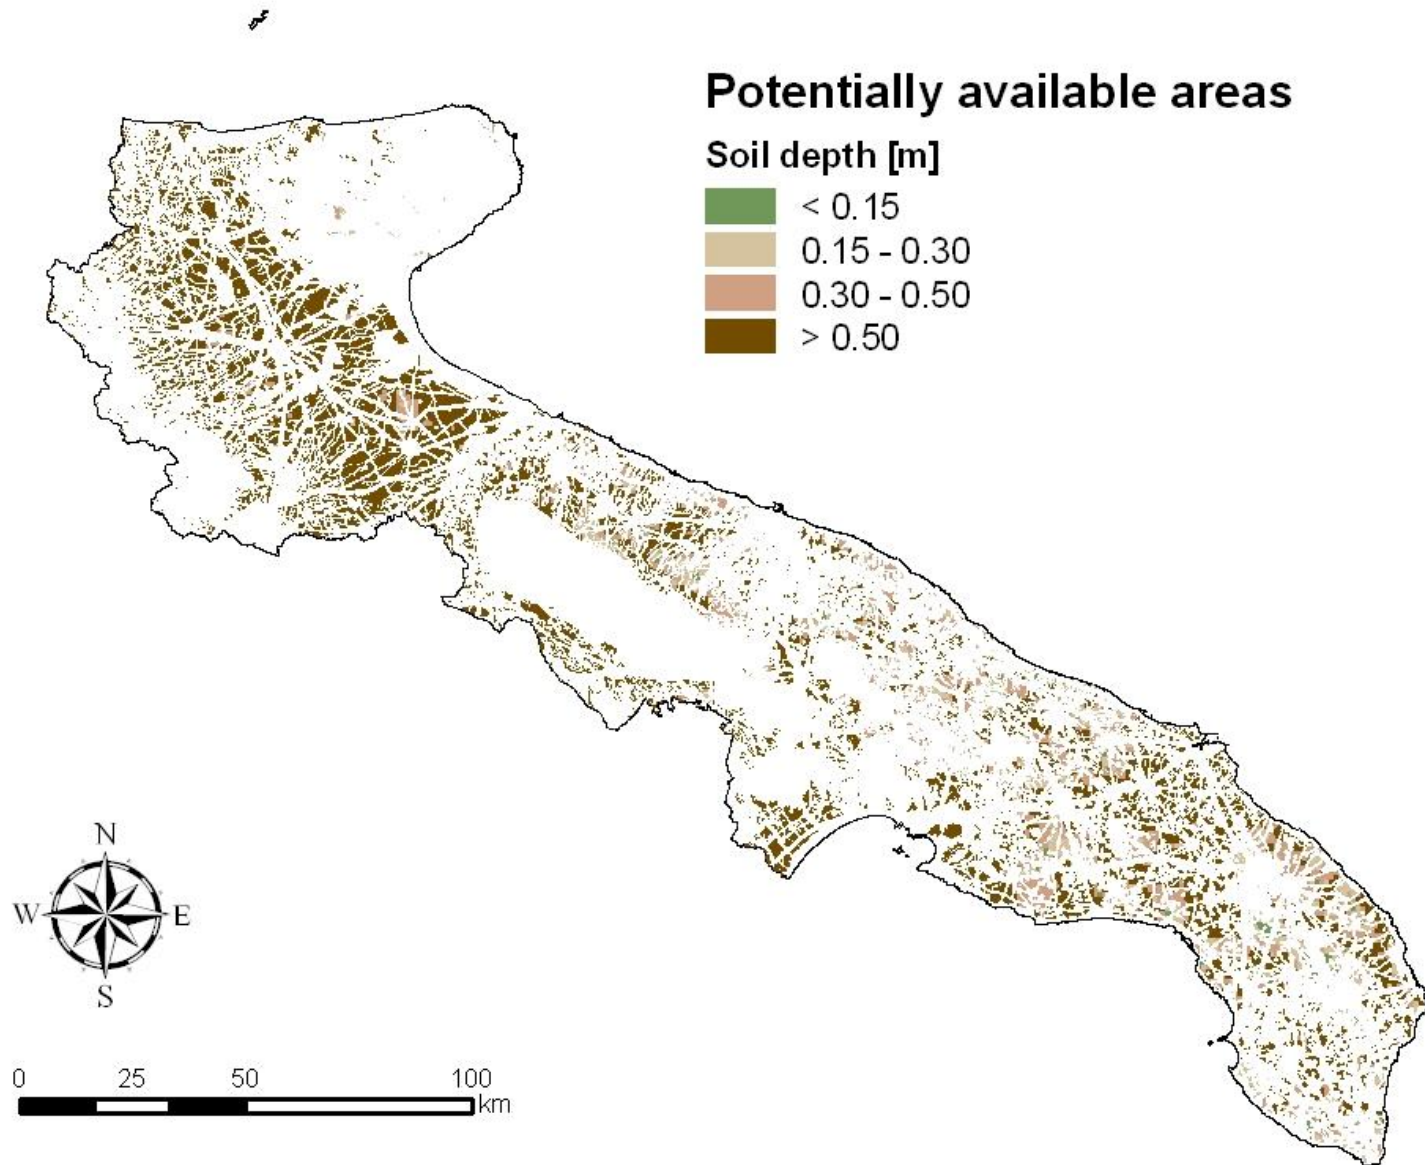 Potentially available areas
Soil depth [m]
< 0.15
0.15 - 0.30
0.30 - 0.50
> 0.50
N
W E
S
0 25 50 100
km